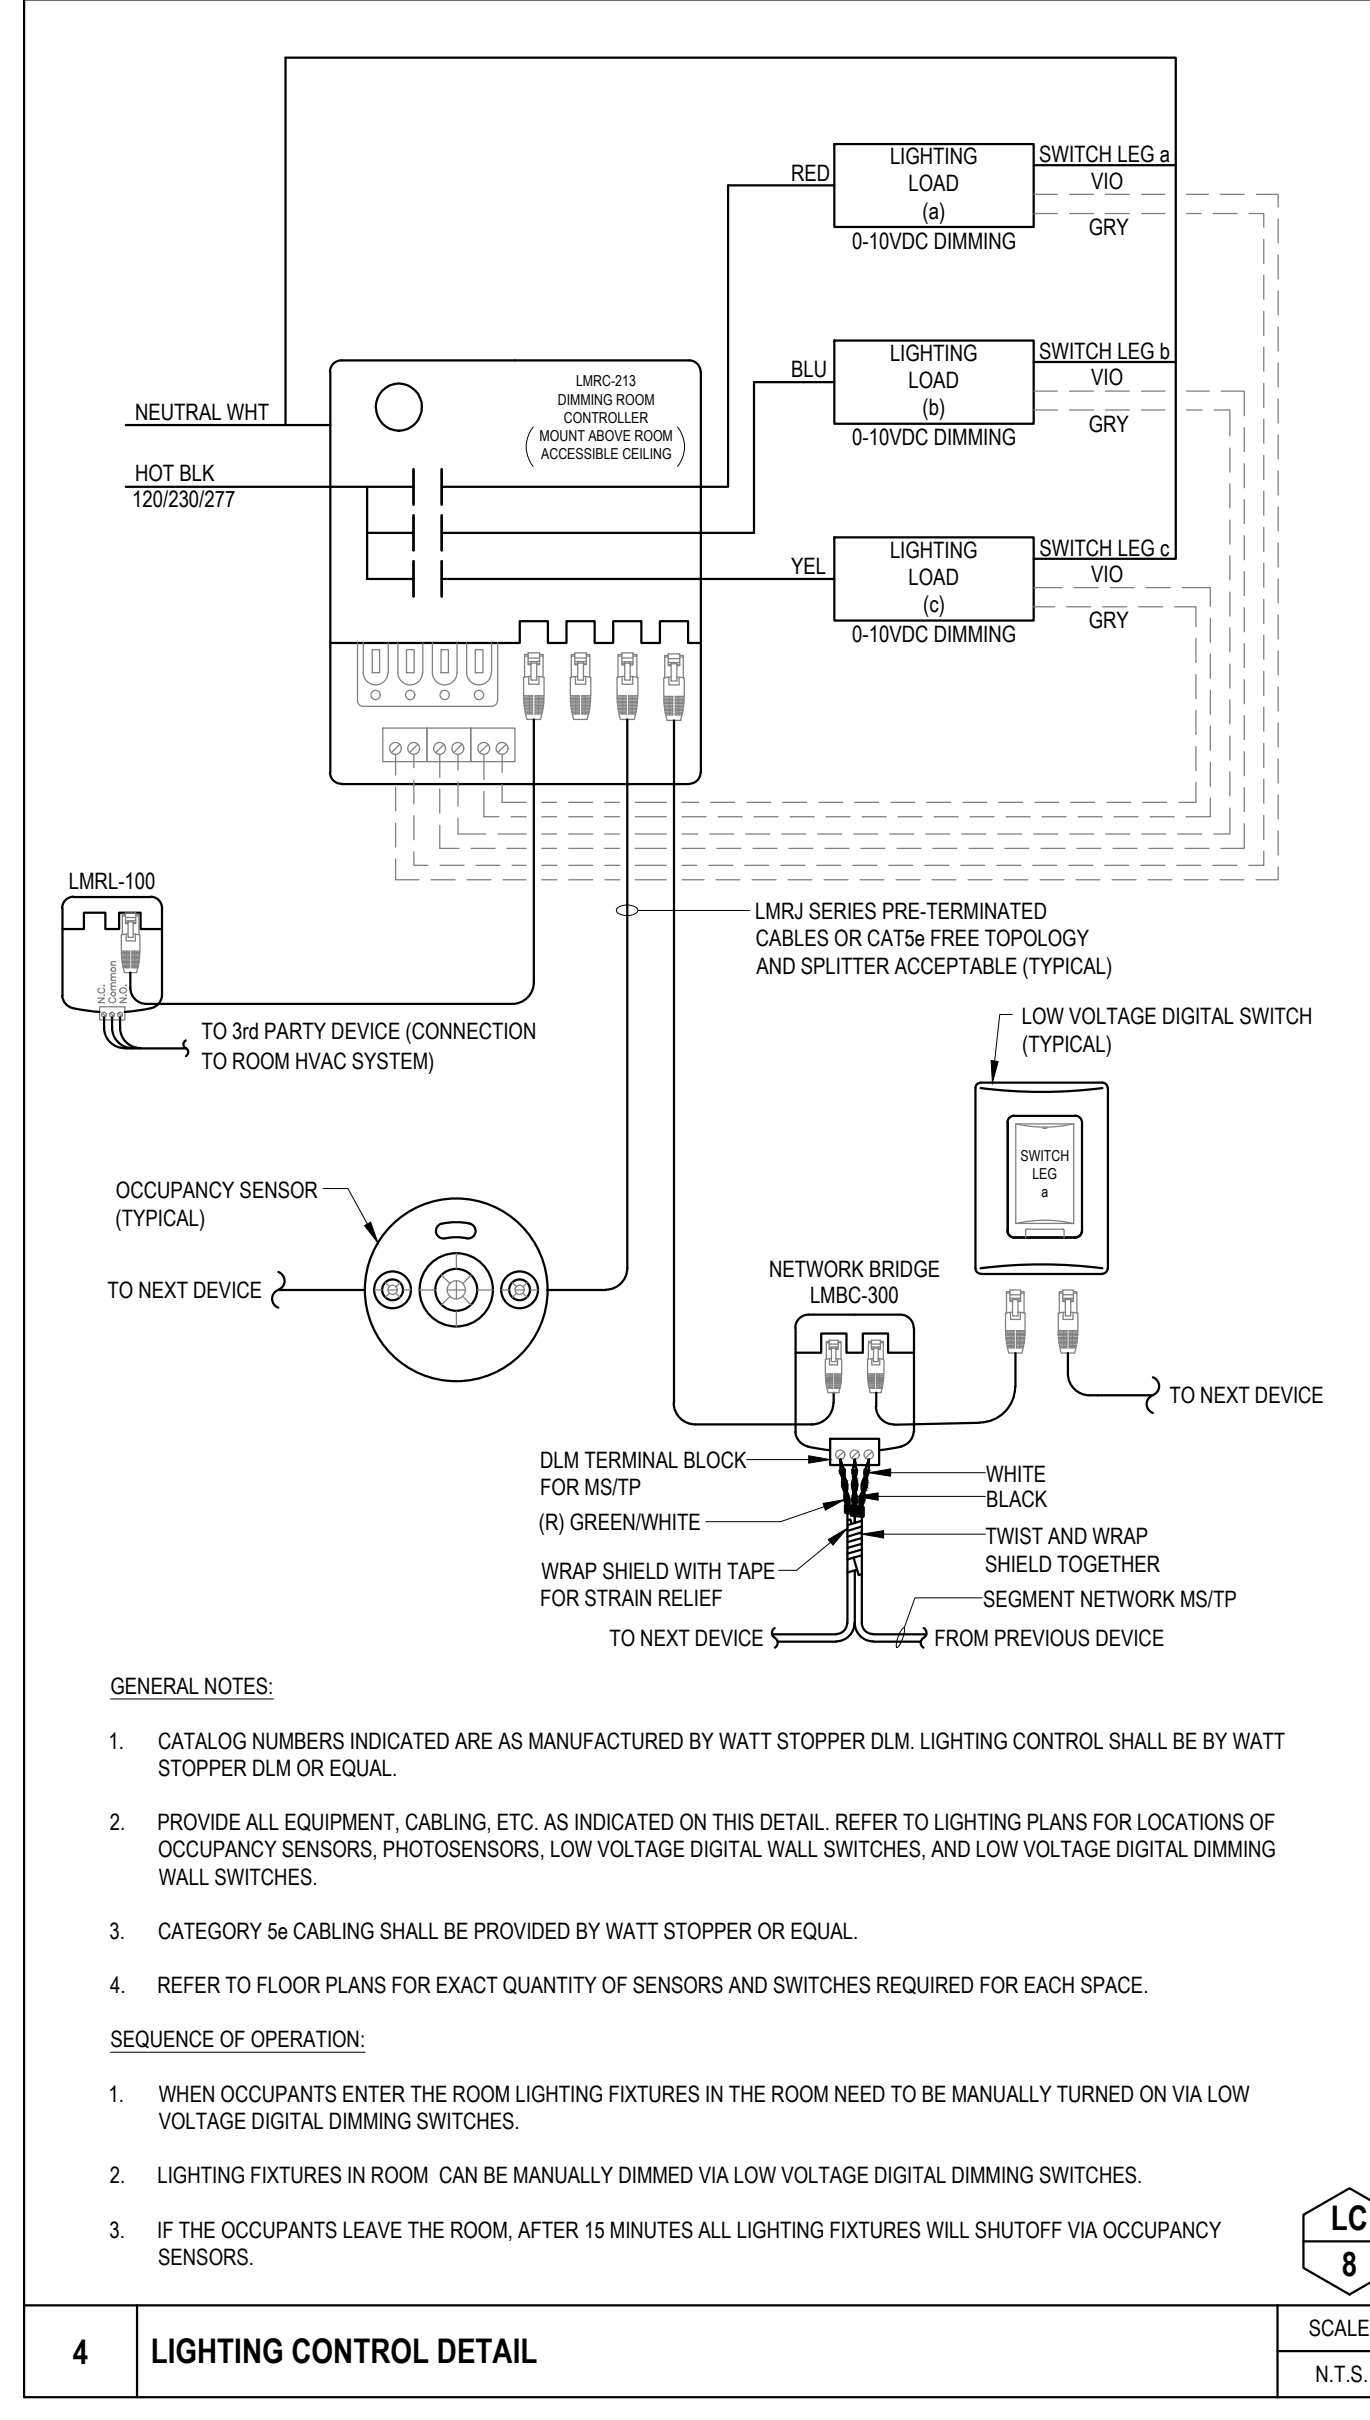 SWITCH LEG a
LIGHTING
LOAD
(a)
RED
VIO
GRY
0-10VDC DIMMING
SWITCH LEG b
LIGHTING
LOAD
(b)
BLU
VIO
GRY
0-10VDC DIMMING
LMRC-213
DIMMING ROOM
CONTROLLER
MOUNT ABOVE ROOM
ACCESSIBLE CEILING
NEUTRAL WHT
HOT BLK
120/230/277
SWITCH LEG c
LIGHTING
LOAD
(c)
YEL
VIO
GRY
0-10VDC DIMMING
LMRL-100
N.C.
Common
N.O.
LMRJ SERIES PRE-TERMINATED
CABLES OR CAT5e FREE TOPOLOGY
AND SPLITTER ACCEPTABLE (TYPICAL)
TO 3rd PARTY DEVICE (CONNECTION
TO ROOM HVAC SYSTEM)
LOW VOLTAGE DIGITAL SWITCH
(TYPICAL)
SWITCH
LEG
a
OCCUPANCY SENSOR
(TYPICAL)
TO NEXT DEVICE
NETWORK BRIDGE
LMBC-300
TO NEXT DEVICE
DLM TERMINAL BLOCK
FOR MS/TP
(R) GREEN/WHITE
WHITE
BLACK
WRAP SHIELD WITH TAPE
FOR STRAIN RELIEF
TWIST AND WRAP
SHIELD TOGETHER
SEGMENT NETWORK MS/TP
TO NEXT DEVICE
FROM PREVIOUS DEVICE
GENERAL NOTES:
1. CATALOG NUMBERS INDICATED ARE AS MANUFACTURED BY WATT STOPPER DLM. LIGHTING CONTROL SHALL BE BY WATT
STOPPER DLM OR EQUAL.
2. PROVIDE ALL EQUIPMENT, CABLING, ETC. AS INDICATED ON THIS DETAIL. REFER TO LIGHTING PLANS FOR LOCATIONS OF
OCCUPANCY SENSORS, PHOTOSENSORS, LOW VOLTAGE DIGITAL WALL SWITCHES, AND LOW VOLTAGE DIGITAL DIMMING
WALL SWITCHES.
3. CATEGORY 5e CABLING SHALL BE PROVIDED BY WATT STOPPER OR EQUAL.
4. REFER TO FLOOR PLANS FOR EXACT QUANTITY OF SENSORS AND SWITCHES REQUIRED FOR EACH SPACE.
SEQUENCE OF OPERATION:
1. WHEN OCCUPANTS ENTER THE ROOM LIGHTING FIXTURES IN THE ROOM NEED TO BE MANUALLY TURNED ON VIA LOW
VOLTAGE DIGITAL DIMMING SWITCHES.
2. LIGHTING FIXTURES IN ROOM CAN BE MANUALLY DIMMED VIA LOW VOLTAGE DIGITAL DIMMING SWITCHES.
3. IF THE OCCUPANTS LEAVE THE ROOM, AFTER 15 MINUTES ALL LIGHTING FIXTURES WILL SHUTOFF VIA OCCUPANCY
SENSORS.
LC
8
4
LIGHTING CONTROL DETAIL
SCALE
N.T.S.